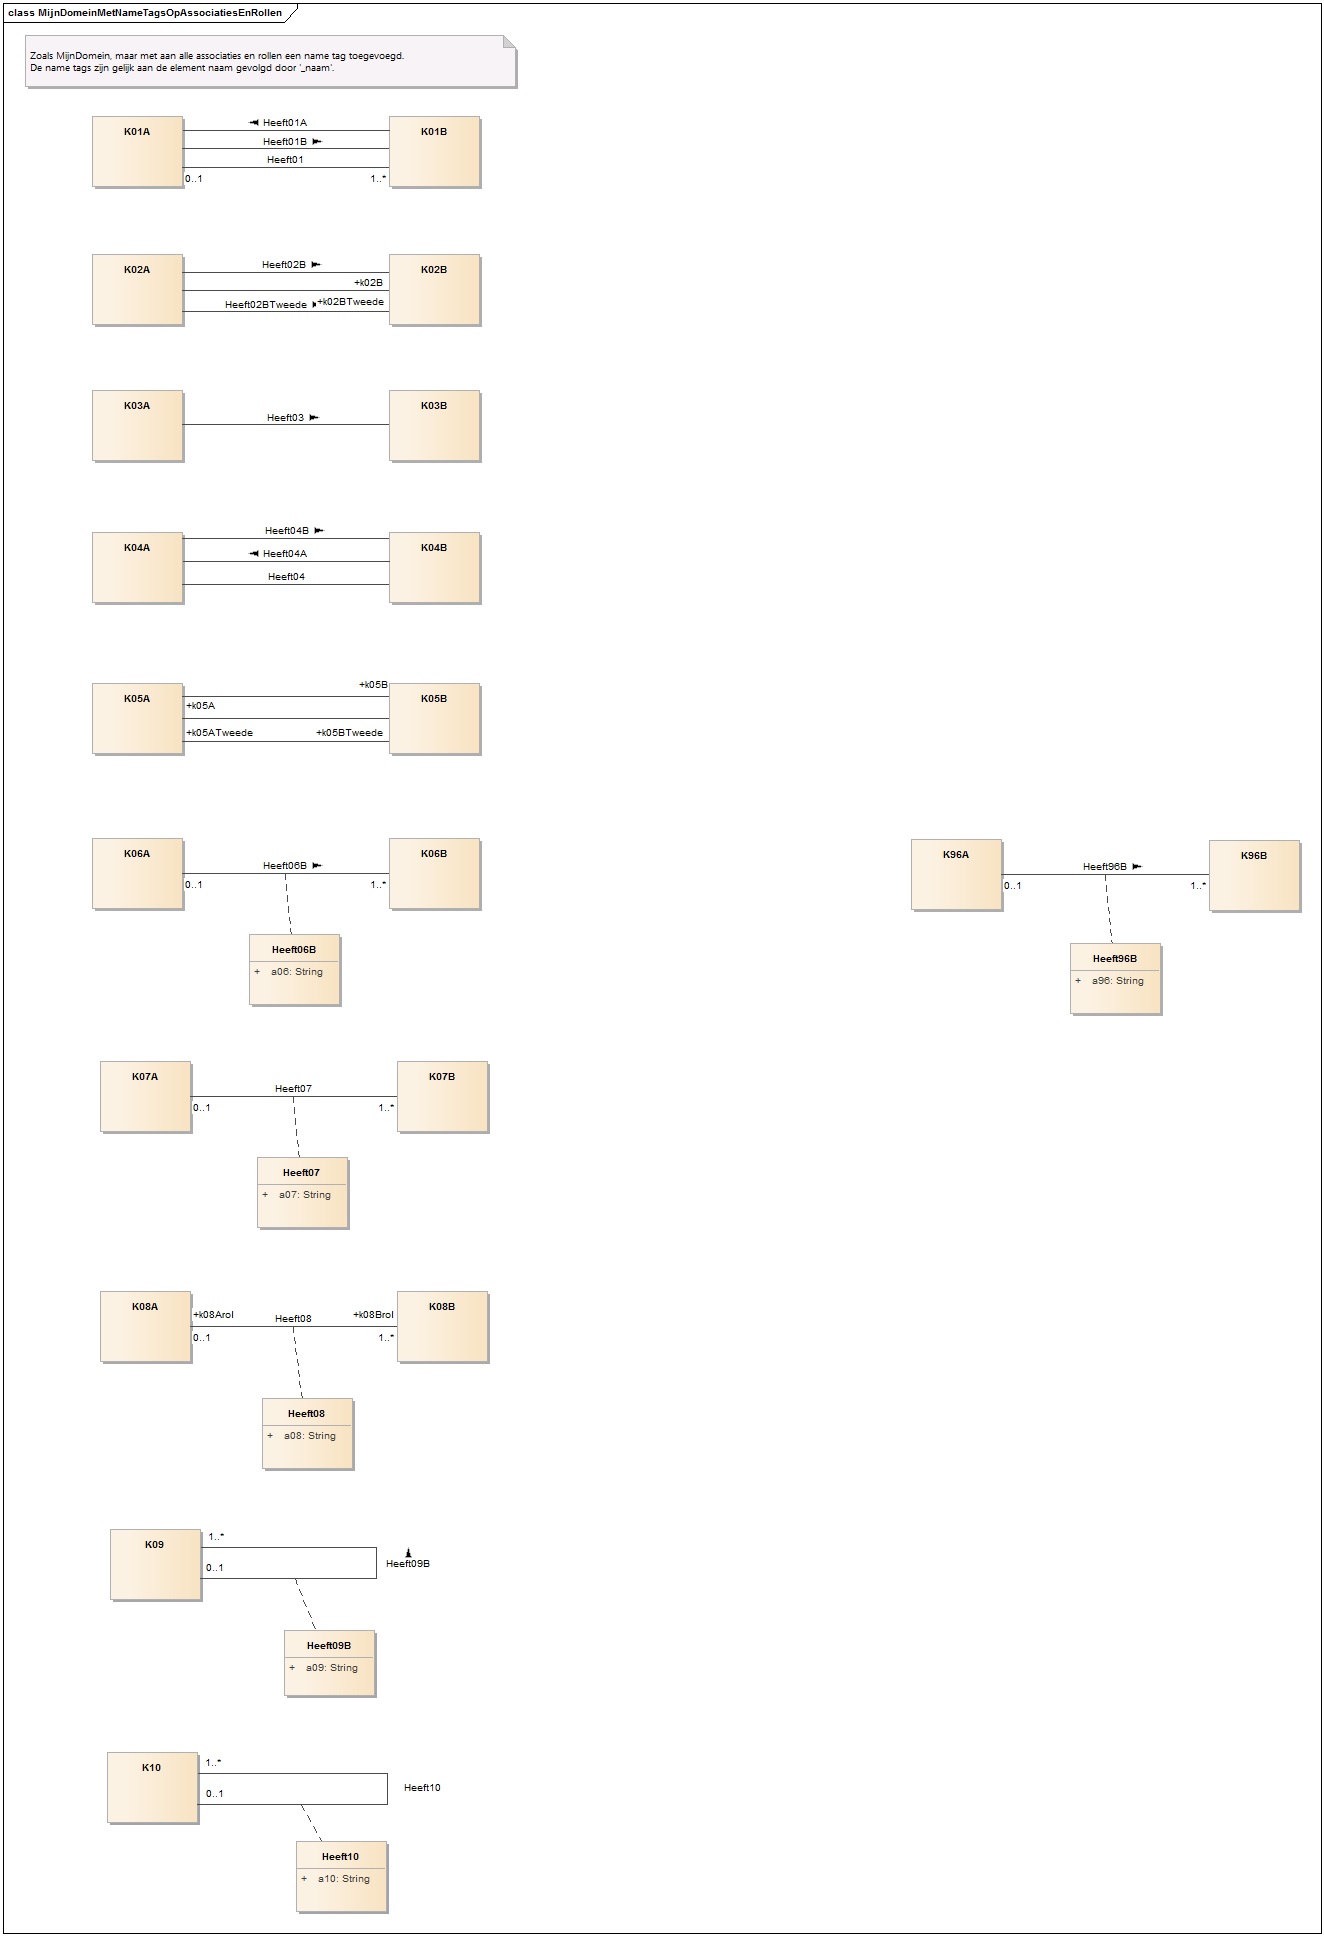 class MijnDomeinMetNameTagsOpAssociatiesEnRollen
Zoals MijnDomein, maar met aan alle associaties en rollen een name tag toegevoegd.
De name tags zijn gelijk aan de element naam gevolgd door '_naam'.
K01A
Heeft01A
K01B
Heeft01B
Heeft01
0..1
1..*
K02A
Heeft02B
K02B
+k02B
Heeft02BTweede
+k02BTweede
K03A
K03B
Heeft03
Heeft04B
K04A
Heeft04A
K04B
Heeft04
+k05B
K05A
K05B
+k05A
+k05ATweede
+k05BTweede
K06A
K06B
Heeft06B
0..1
1..*
Heeft06B
+ a06: String
K96A
K96B
Heeft96B
0..1
1..*
Heeft96B
+ a96: String
K07A
K07B
Heeft07
0..1
1..*
Heeft07
+ a07: String
K08A
K08B
+k08Arol
Heeft08
+k08Brol
0..1
1..*
Heeft08
+ a08: String
K09
1..*
0..1
Heeft09B
Heeft09B
+ a09: String
K10
1..*
0..1
Heeft10
Heeft10
+ a10: String